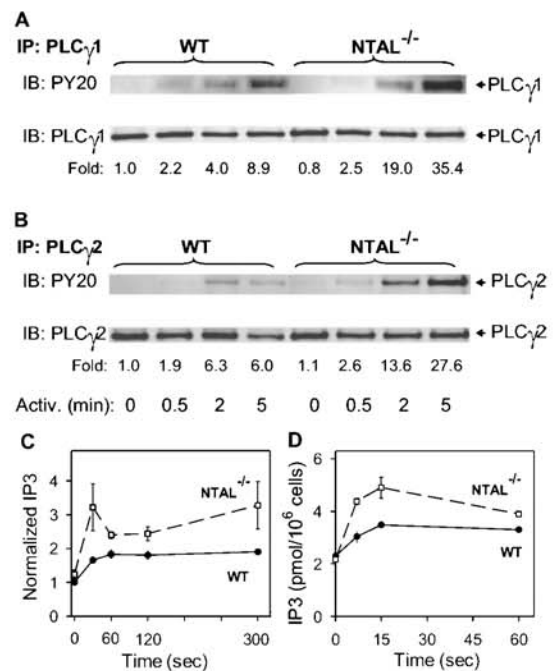 A
IP: PLCγ1 WT NTAL-/-
IB: PY20 PLCγ1
IB: PLCγ1 PLCγ1
Fold: 1.0 2.2 4.0 8.9 0.8 2.5 19.0 35.4
B
IP: PLCγ2 WT NTAL-/-
IB: PY20 PLCγ2
IB: PLCγ2 PLCγ2
Fold: 1.0 1.9 6.3 6.0 1.1 2.6 13.6 27.6
Activ. (min): 0 0.5 2 5 0 0.5 2 5
C
Normalized IP3
4
3
2
1
0
NTAL-/-
WT
0 60 120 300
Time (sec)
D
IP3 (pmol/10^6 cells)
6
4
2
0
NTAL-/-
WT
0 15 30 45 60
Time (sec)